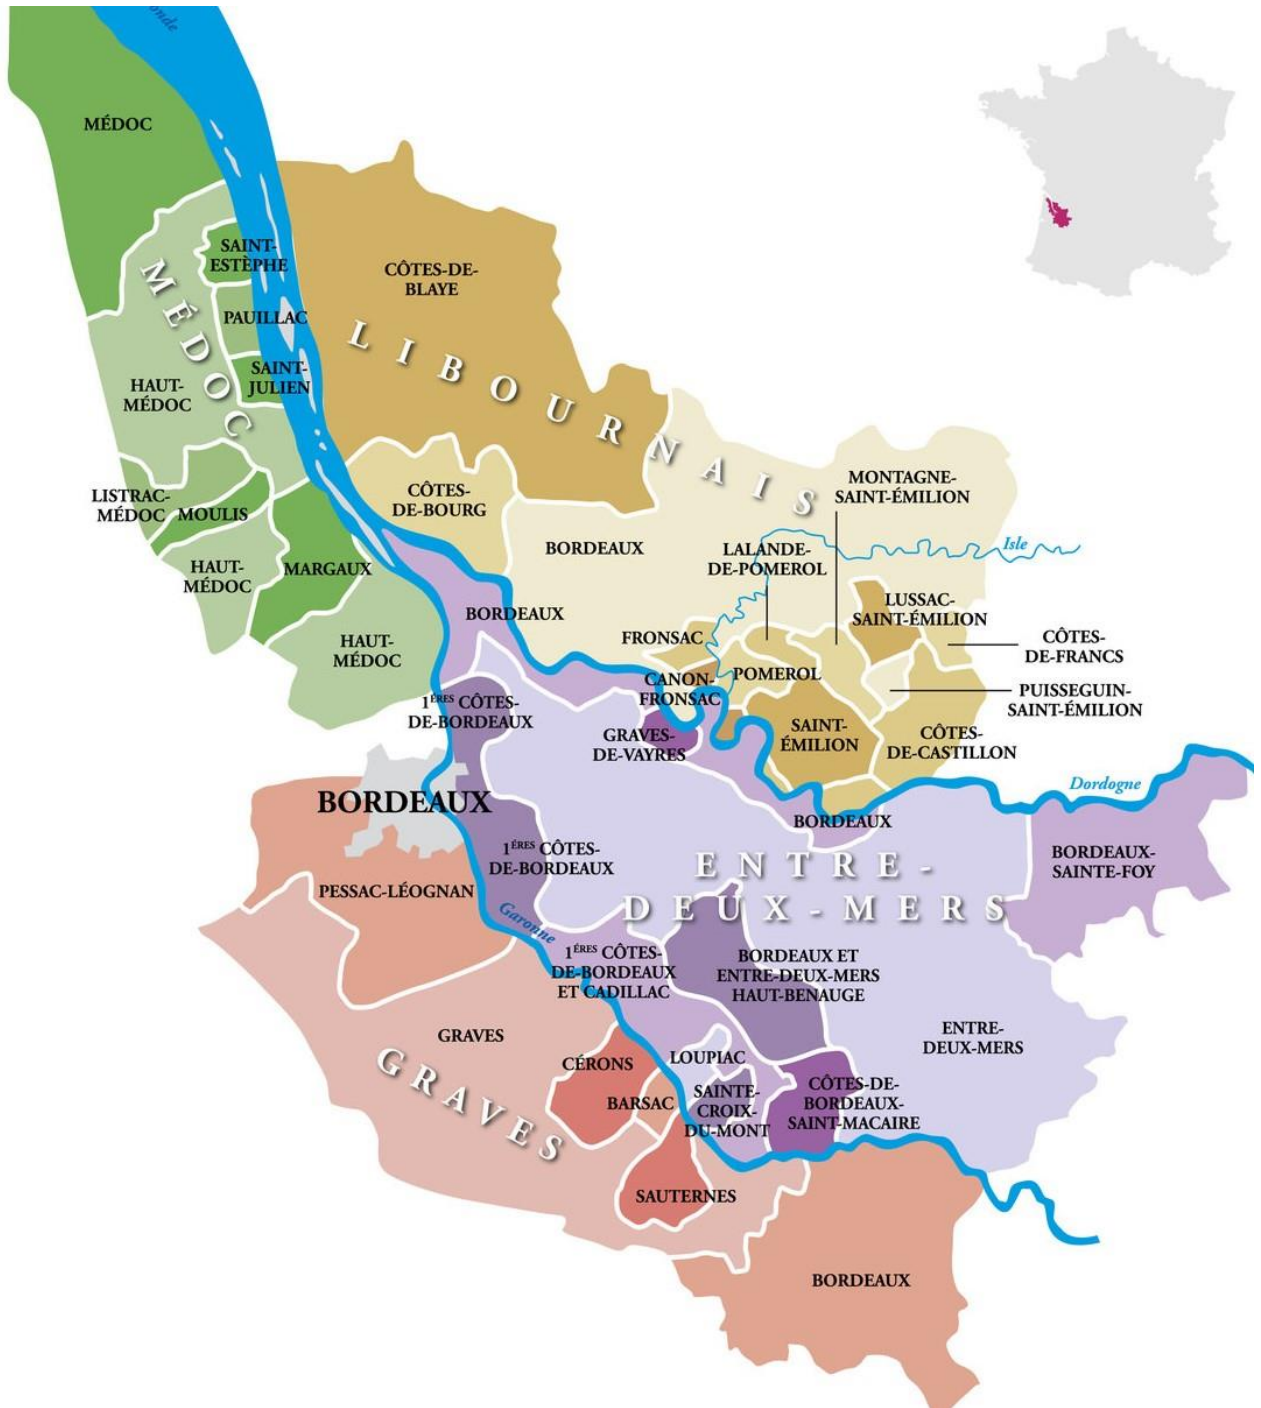 onde
MÉDOC
SAINT-
ESTÈPHE
MÉDOC
PAUILLAC
SAINT-
JULIEN
HAUT-
MÉDOC
CÔTES-DE-
BLAYE
LIBOURNAIS
LISTRAC-
MÉDOC
MOULIS
HAUT-
MÉDOC
MARGAUX
HAUT-
MÉDOC
CÔTES-
DE-BOURG
BORDEAUX
BORDEAUX
MONTAGNE-
SAINT-ÉMILION
LALANDE-
DE-POMEROL
Isle
LUSSAC-
SAINT-ÉMILION
FRONSAC
CÔTES-
DE-FRANCS
POMEROL
CANON-
FRONSAC
PUISSEGUIN-
SAINT-ÉMILION
1ÉRES CÔTES-
DE-BORDEAUX
GRAVES-
DE-VAYRES
SAINT-
ÉMILION
CÔTES-
DE-CASTILLON
Dordogne
BORDEAUX
BORDEAUX
1ÉRES CÔTES-
DE-BORDEAUX
ENTRE-
DEUX-MERS
BORDEAUX-
SAINTE-FOY
PESSAC-LÉOGNAN
Garonne
1ÉRES CÔTES-
DE-BORDEAUX
ET CADILLAC
BORDEAUX ET
ENTRE-DEUX-MERS
HAUT-BENAUGE
GRAVES
GRAVES
ENTRE-
DEUX-MERS
CÉRONS
LOUPIAC
BARSAC
SAINTE-
CROIX-
DU-MONT
CÔTES-DE-
BORDEAUX-
SAINT-MACAIRE
SAUTERNES
BORDEAUX